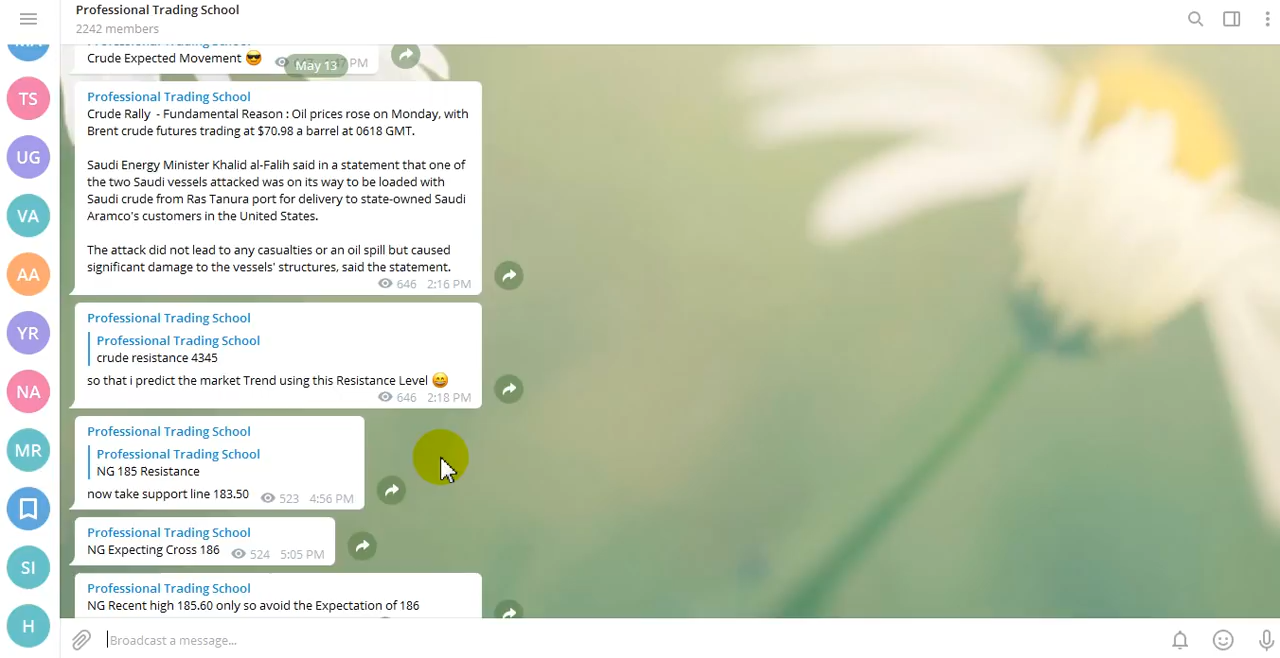 Professional Trading School
2242 members
Crude Expected Movement 😎
PM
May 13
TS
UG
VA
AA
YR
NA
MR
SI
H
Professional Trading School
Crude Rally - Fundamental Reason : Oil prices rose on Monday, with
Brent crude futures trading at $70.98 a barrel at 0618 GMT.
Saudi Energy Minister Khalid al-Falih said in a statement that one of
the two Saudi vessels attacked was on its way to be loaded with
Saudi crude from Ras Tanura port for delivery to state-owned Saudi
Aramco's customers in the United States.
The attack did not lead to any casualties or an oil spill but caused
significant damage to the vessels' structures, said the statement.
646 2:16 PM
Professional Trading School
Professional Trading School
crude resistance 4345
so that i predict the market Trend using this Resistance Level 😄
646 2:18 PM
Professional Trading School
Professional Trading School
NG 185 Resistance
now take support line 183.50 523 4:56 PM
Professional Trading School
NG Expecting Cross 186 524 5:05 PM
Professional Trading School
NG Recent high 185.60 only so avoid the Expectation of 186
Broadcast a message...